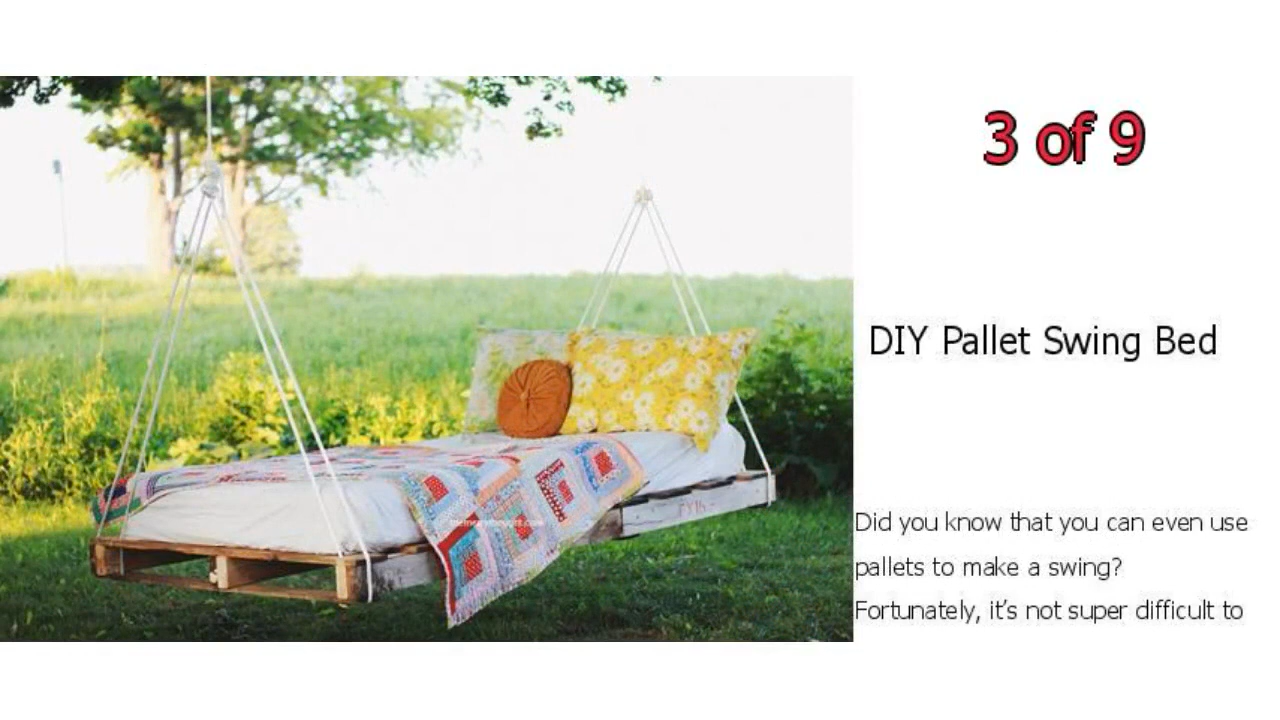 3 of 9
DIY Pallet Swing Bed
Did you know that you can even use
pallets to make a swing?
Fortunately, it's not super difficult to